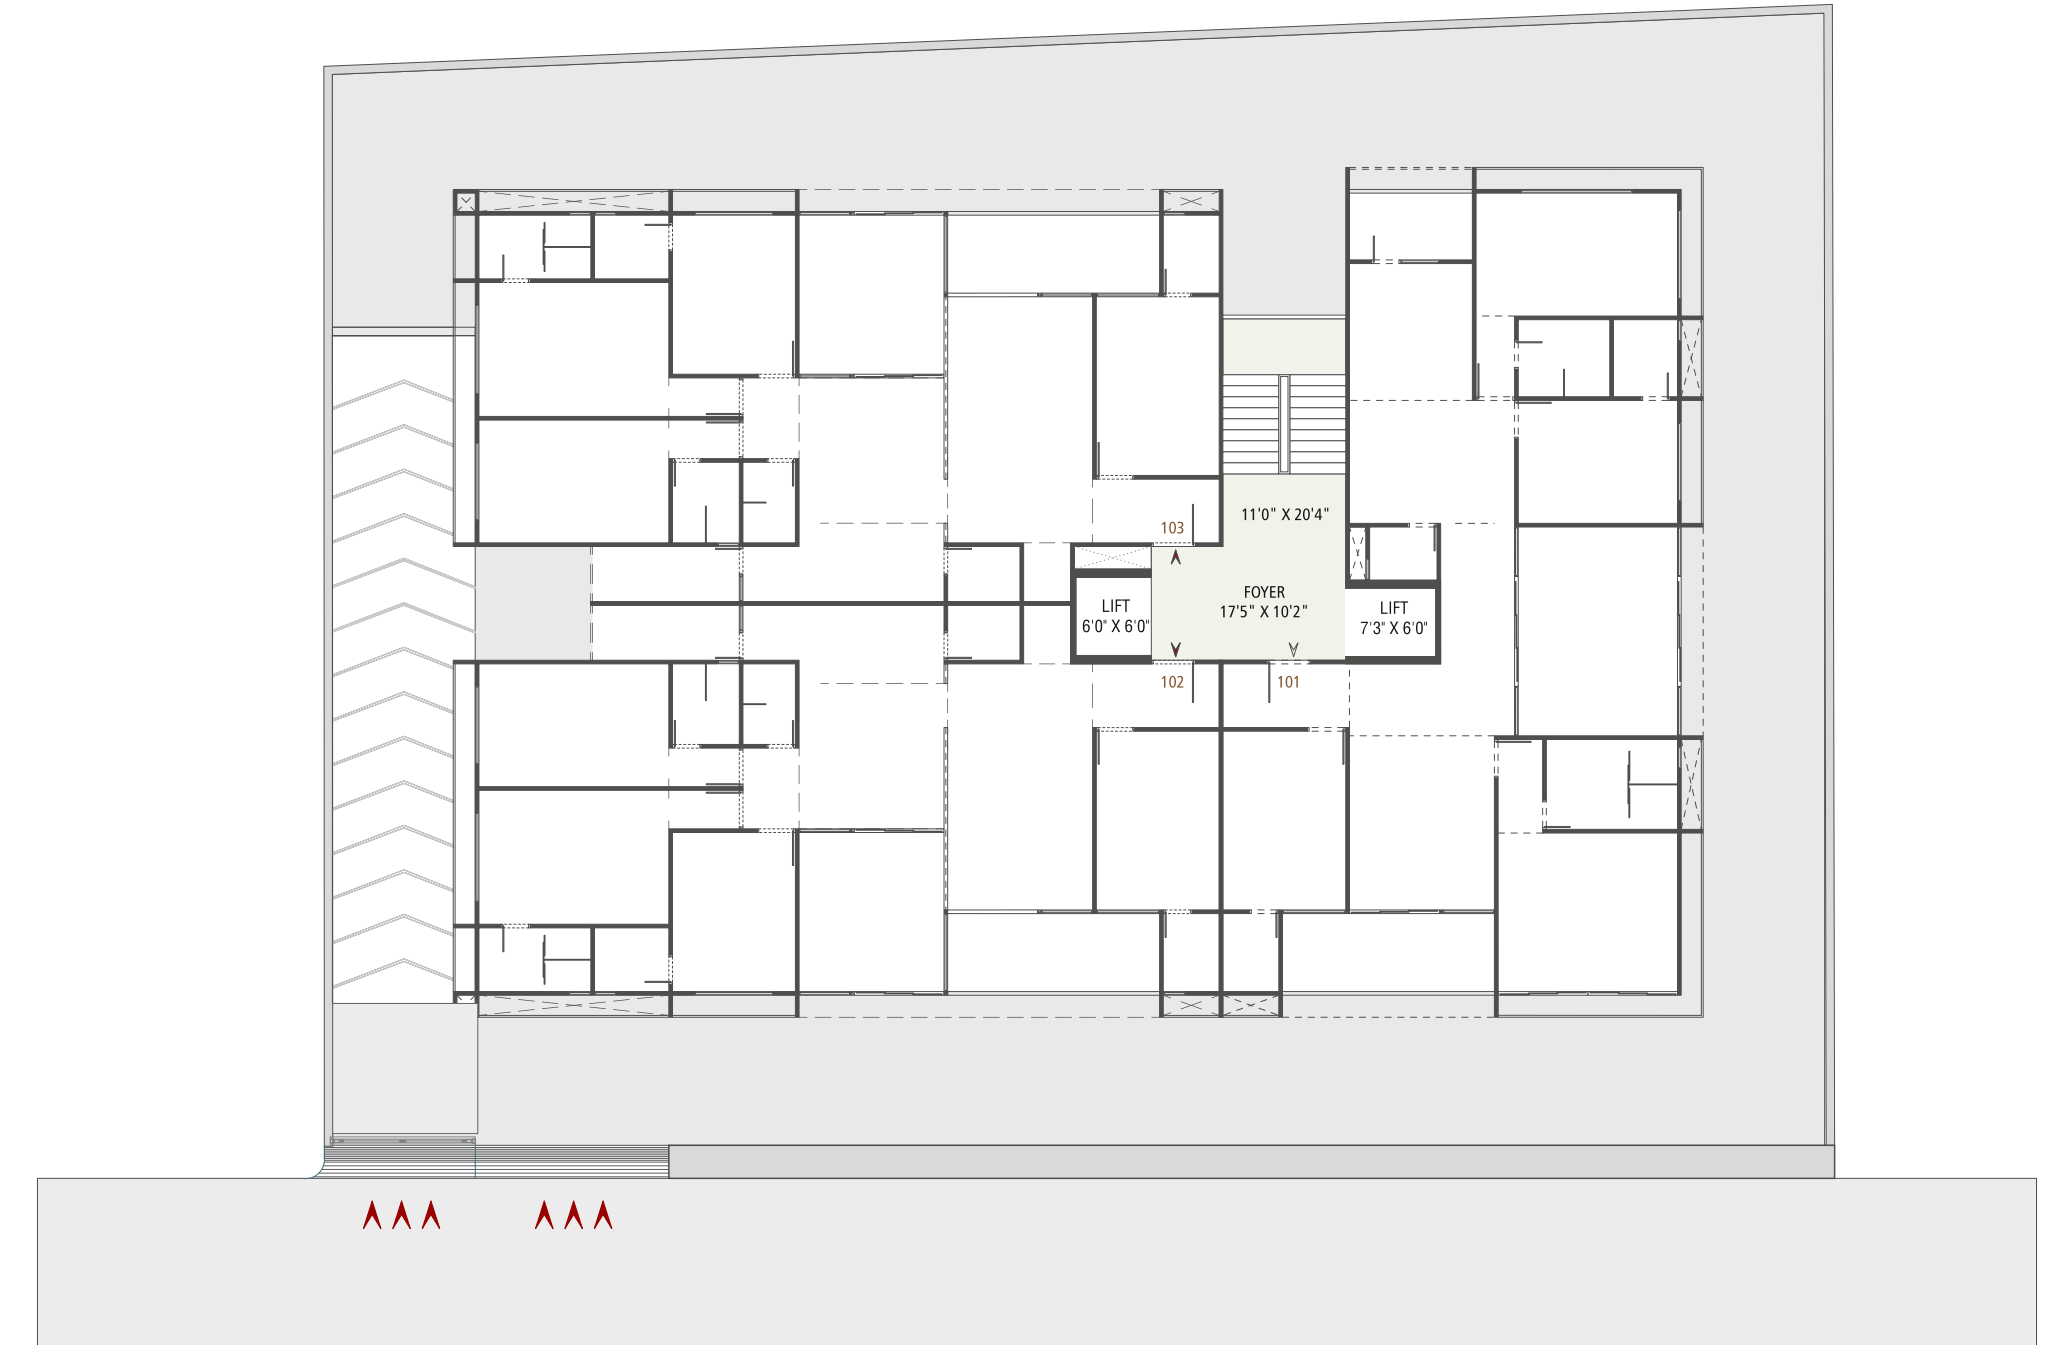 11'0" X 20'4"
103
FOYER
17'5" X 10'2"
LIFT
6'0" X 6'0"
LIFT
7'3" X 6'0"
102
101